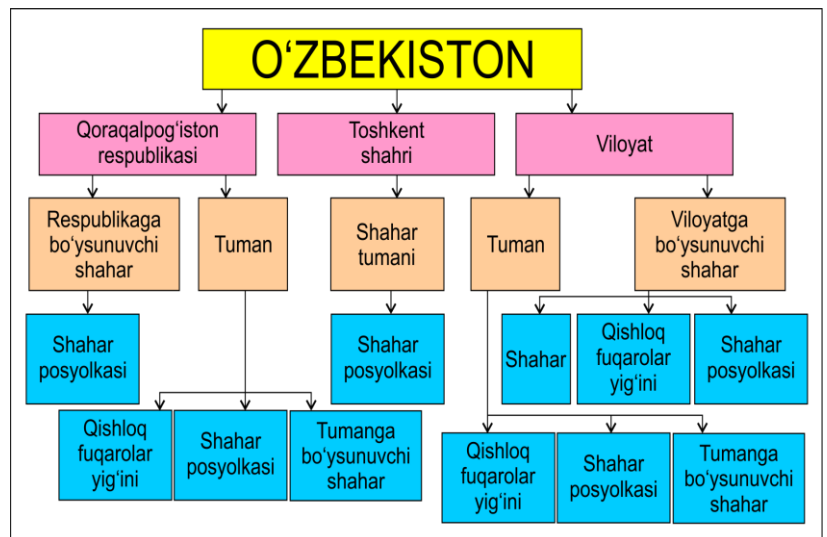 O‘ZBEKISTON
Qoraqalpog‘iston
respublikasi
Toshkent
shahri
Viloyat
Respublikaga
bo‘ysunuvchi
shahar
Tuman
Shahar
tumani
Tuman
Viloyatga
bo‘ysunuvchi
shahar
Shahar
posyolkasi
Shahar
posyolkasi
Shahar
Qishloq
fuqarolar
yig‘ini
Shahar
posyolkasi
Qishloq
fuqarolar
yig‘ini
Shahar
posyolkasi
Tumanga
bo‘ysunuvchi
shahar
Qishloq
fuqarolar
yig‘ini
Shahar
posyolkasi
Tumanga
bo‘ysunuvchi
shahar